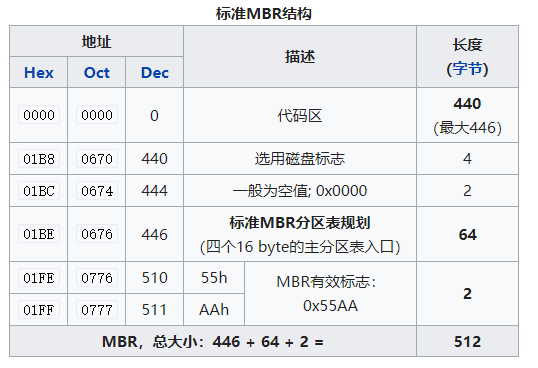 标准MBR结构
地址 描述 长度
(字节)
Hex Oct Dec
0000 0000 0 代码区 440
(最大446)
01B8 0670 440 选用磁盘标志 4
01BC 0674 444 一般为空值; 0x0000 2
01BE 0676 446 标准MBR分区表规划
(四个16 byte的主分区表入口) 64
01FE 0776 510 55h MBR有效标志：
0x55AA 2
01FF 0777 511 AAh
MBR，总大小：446 + 64 + 2 = 512